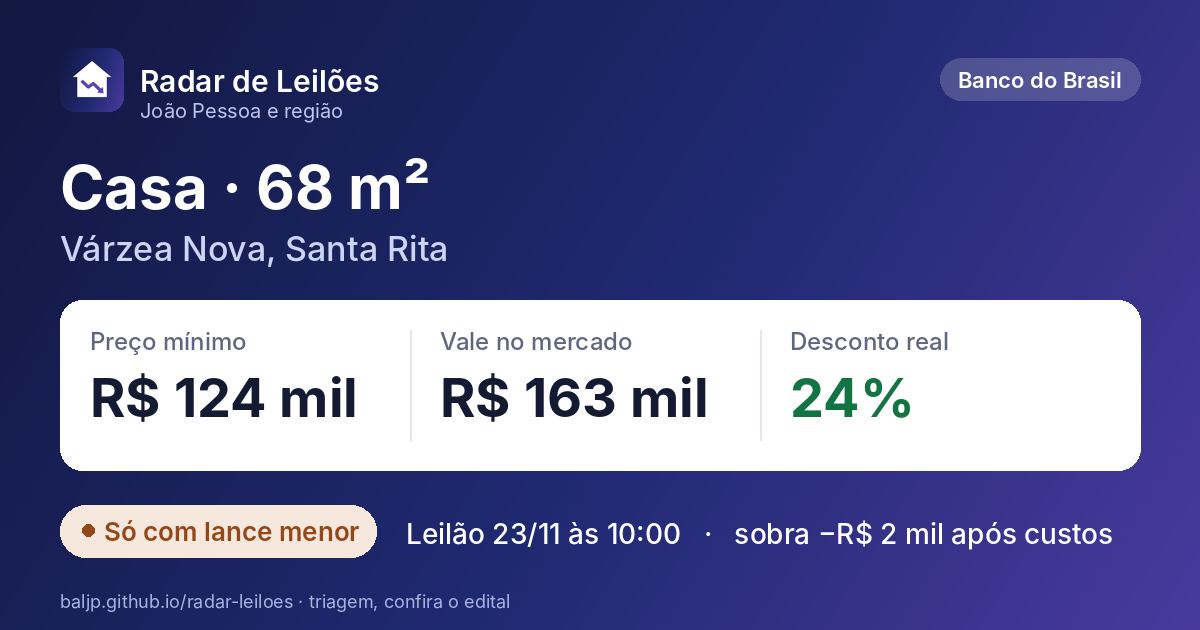 Radar de Leilões
João Pessoa e região
Banco do Brasil
Casa · 68 m²
Várzea Nova, Santa Rita
Preço mínimo
R$ 124 mil
Vale no mercado
R$ 163 mil
Desconto real
24%
Só com lance menor
Leilão 23/11 às 10:00 · sobra −R$ 2 mil após custos
baljp.github.io/radar-leiloes · triagem, confira o edital